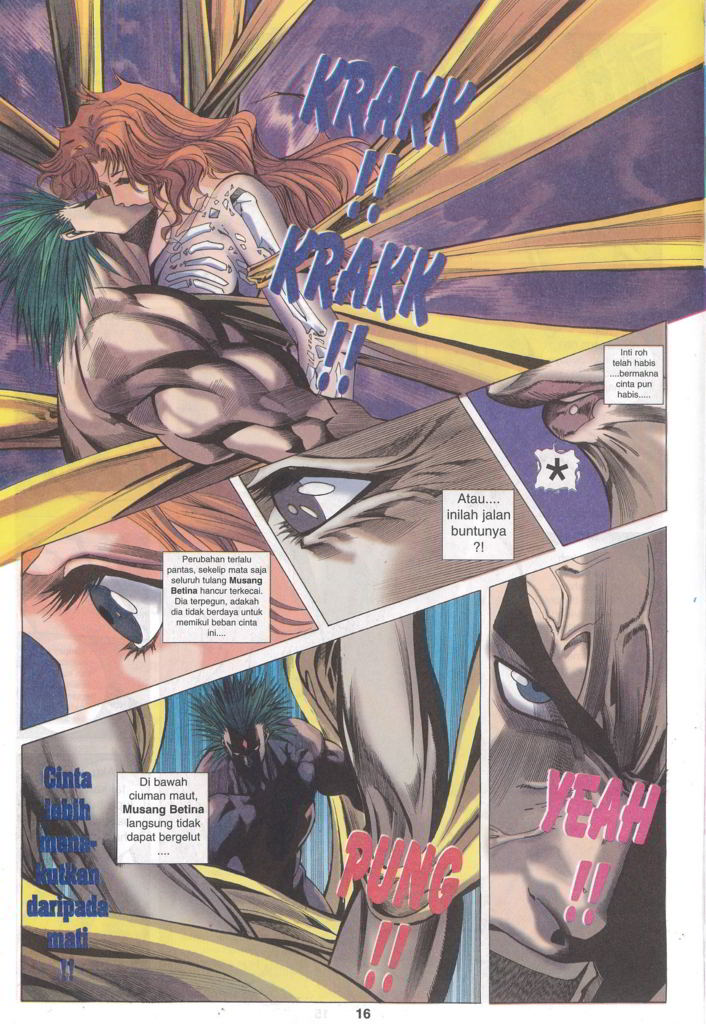 KRAKK
!!
KRAKK
!!
Inti roh
telah habis
....bermakna
cinta pun
habis.....
*
Atau....
inilah jalan
buntunya
?!
Perubahan terlalu
pantas, sekelip mata saja
seluruh tulang Musang
Betina hancur terkecai.
Dia terpegun, adakah
dia tidak berdaya untuk
memikul beban cinta
ini....
Di bawah
ciuman maut,
Musang Betina
langsung tidak
dapat bergelut
....
Cinta
lebih
mena-
kutkan
daripada
mati
!!
PUNG
!!
YEAH
!!
16